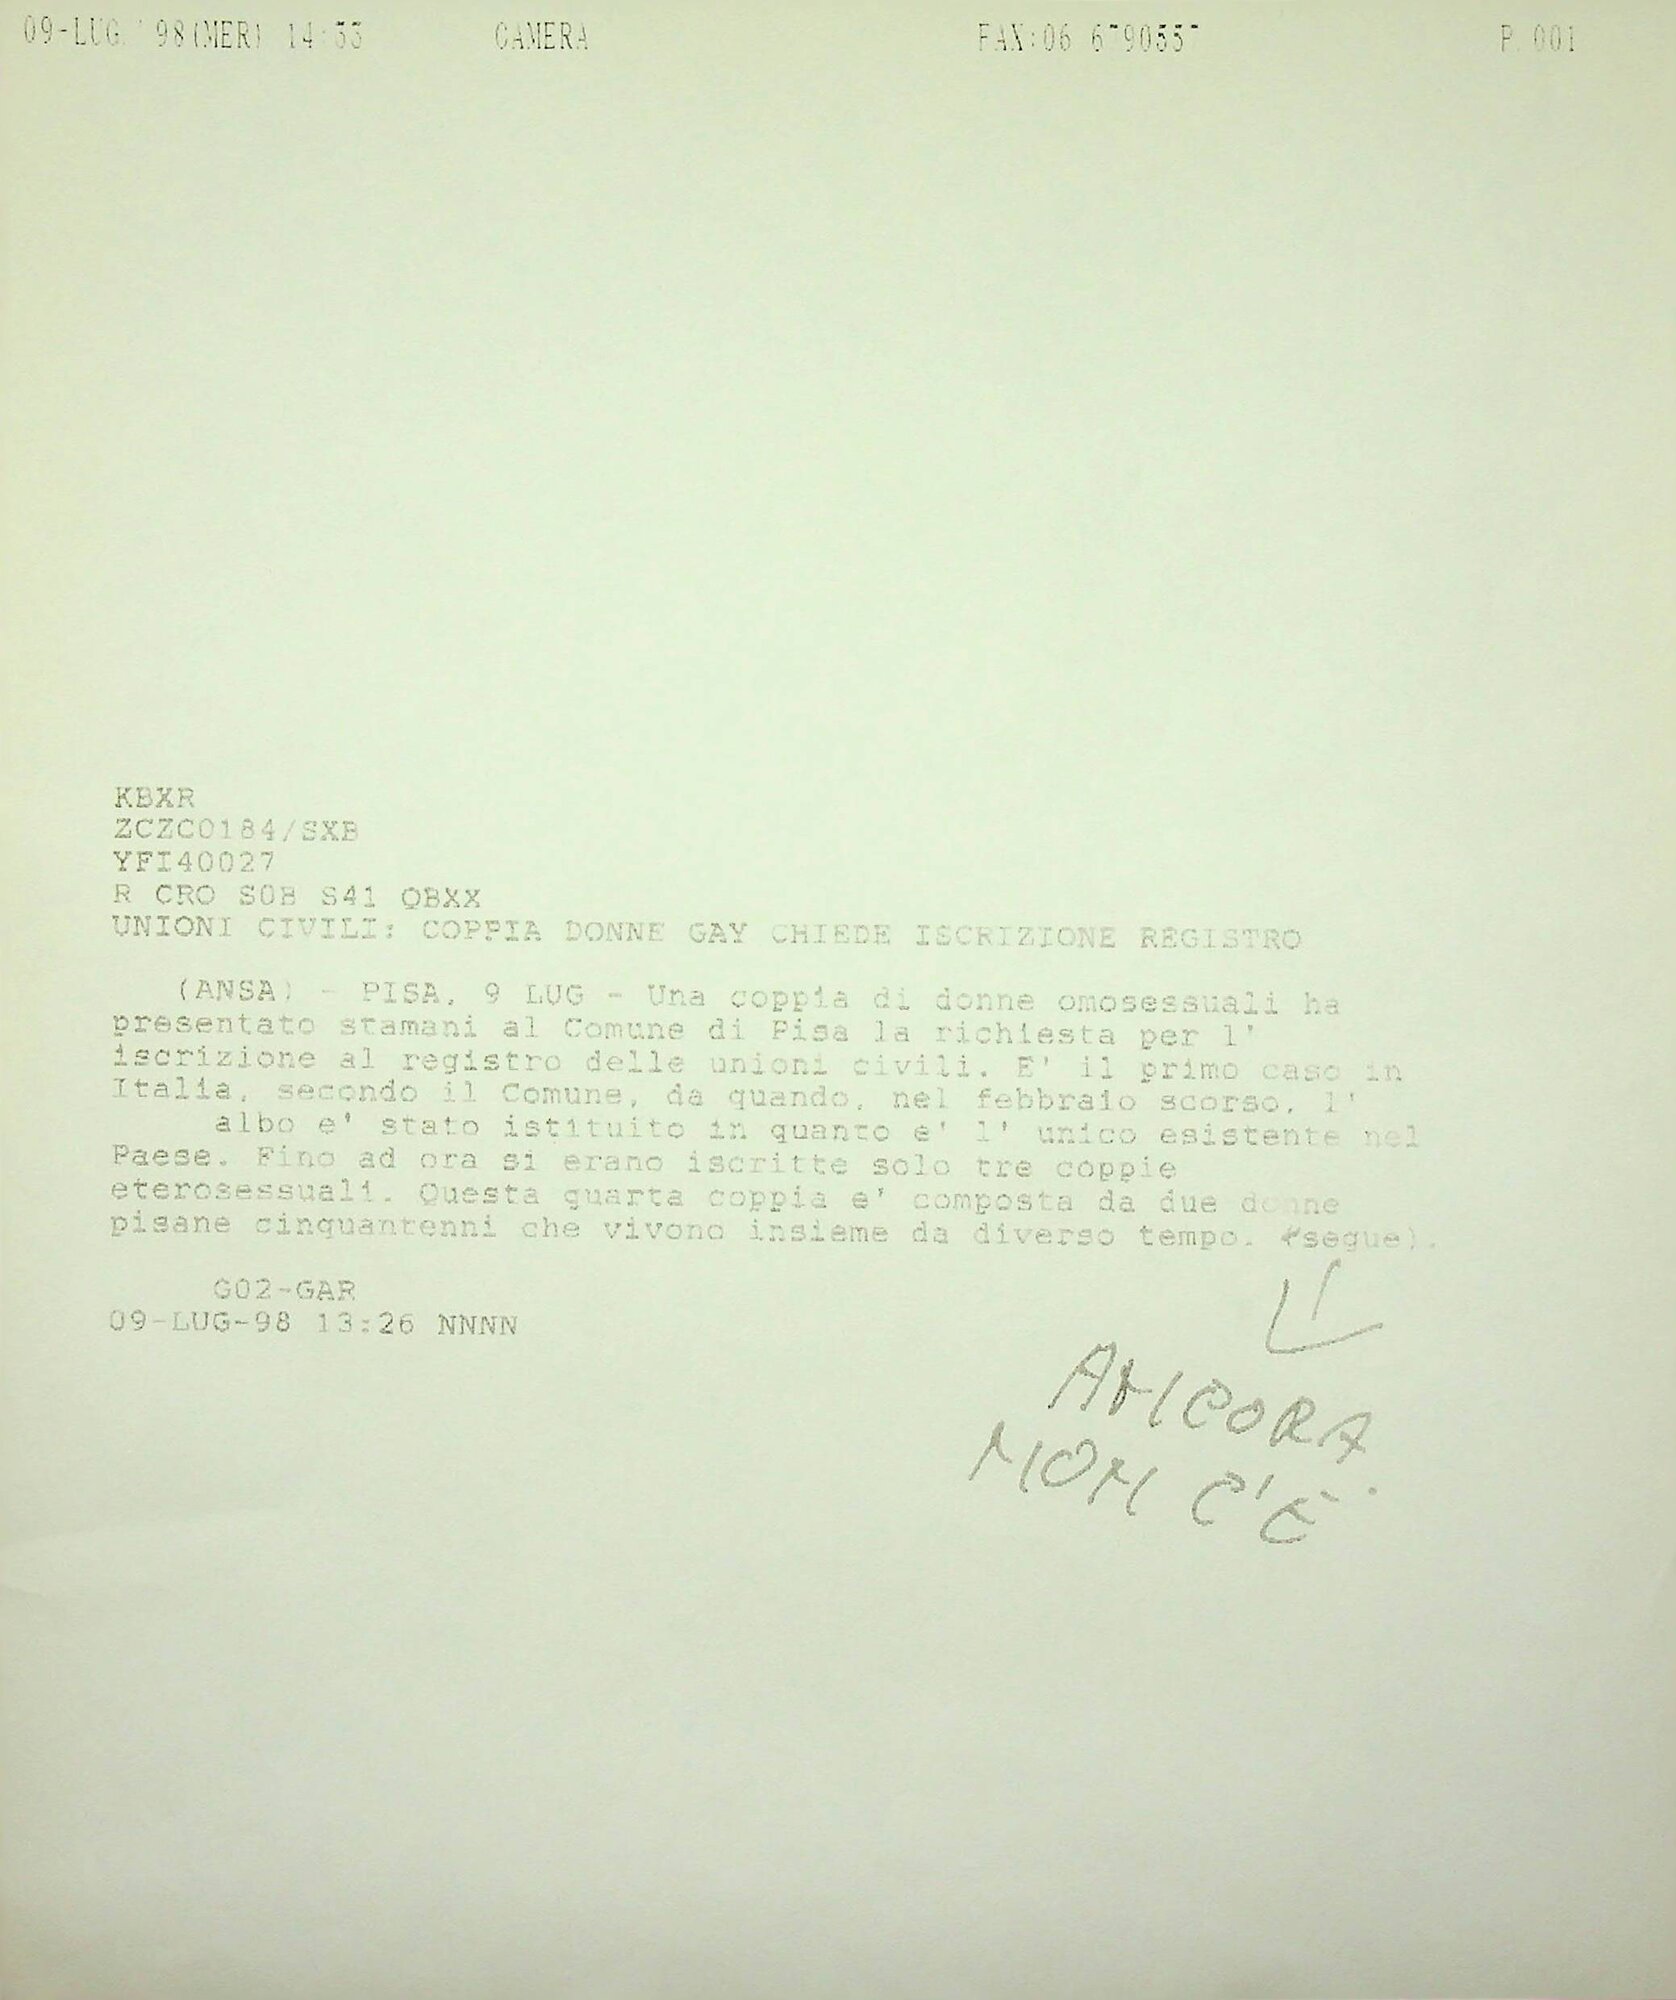 09-LUG. '98(MER) 14:55 CAMERA FAX:06 6790557 P. 001
KBXR
ZCZC0184/SXB
YFI40027
R CRO S0B S41 QBXX
UNIONI CIVILI: COPPIA DONNE GAY CHIEDE ISCRIZIONE REGISTRO
(ANSA) - PISA, 9 LUG - Una coppia di donne omosessuali ha
presentato stamani al Comune di Pisa la richiesta per l'
iscrizione al registro delle unioni civili. E' il primo caso in
Italia, secondo il Comune, da quando, nel febbraio scorso, l'
albo e' stato istituito in quanto e' l' unico esistente nel
Paese. Fino ad ora si erano iscritte solo tre coppie
eterosessuali. Questa quarta coppia e' composta da due donne
pisane cinquantenni che vivono insieme da diverso tempo. (segue).
G02-GAR
09-LUG-98 13:26 NNNN
ANCORA
NON C'È